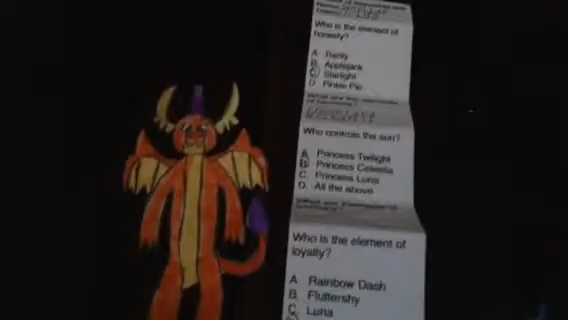 Who is the element of
honesty?
A. Rarity
B. Applejack
C. Starlight
D. Pinkie Pie
Who controls the sun?
A. Princess Twilight
B. Princess Celestia
C. Princess Luna
D. All the above
Who is the element of
loyalty?
A. Rainbow Dash
B. Fluttershy
C. Luna